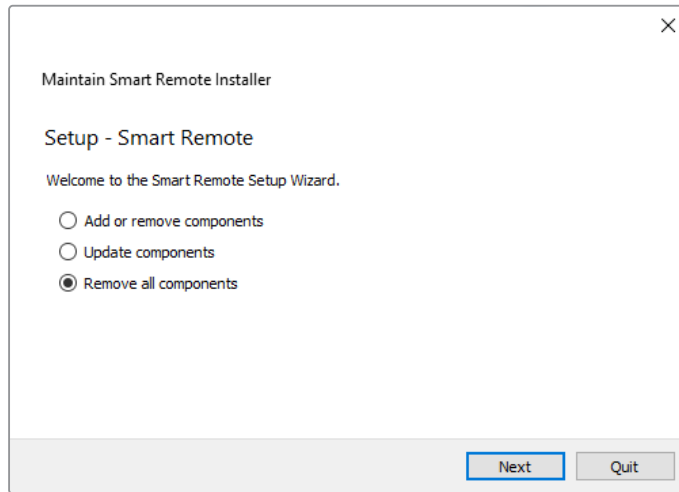 Maintain Smart Remote Installer
Setup - Smart Remote
Welcome to the Smart Remote Setup Wizard.
Add or remove components
Update components
Remove all components
Next Quit